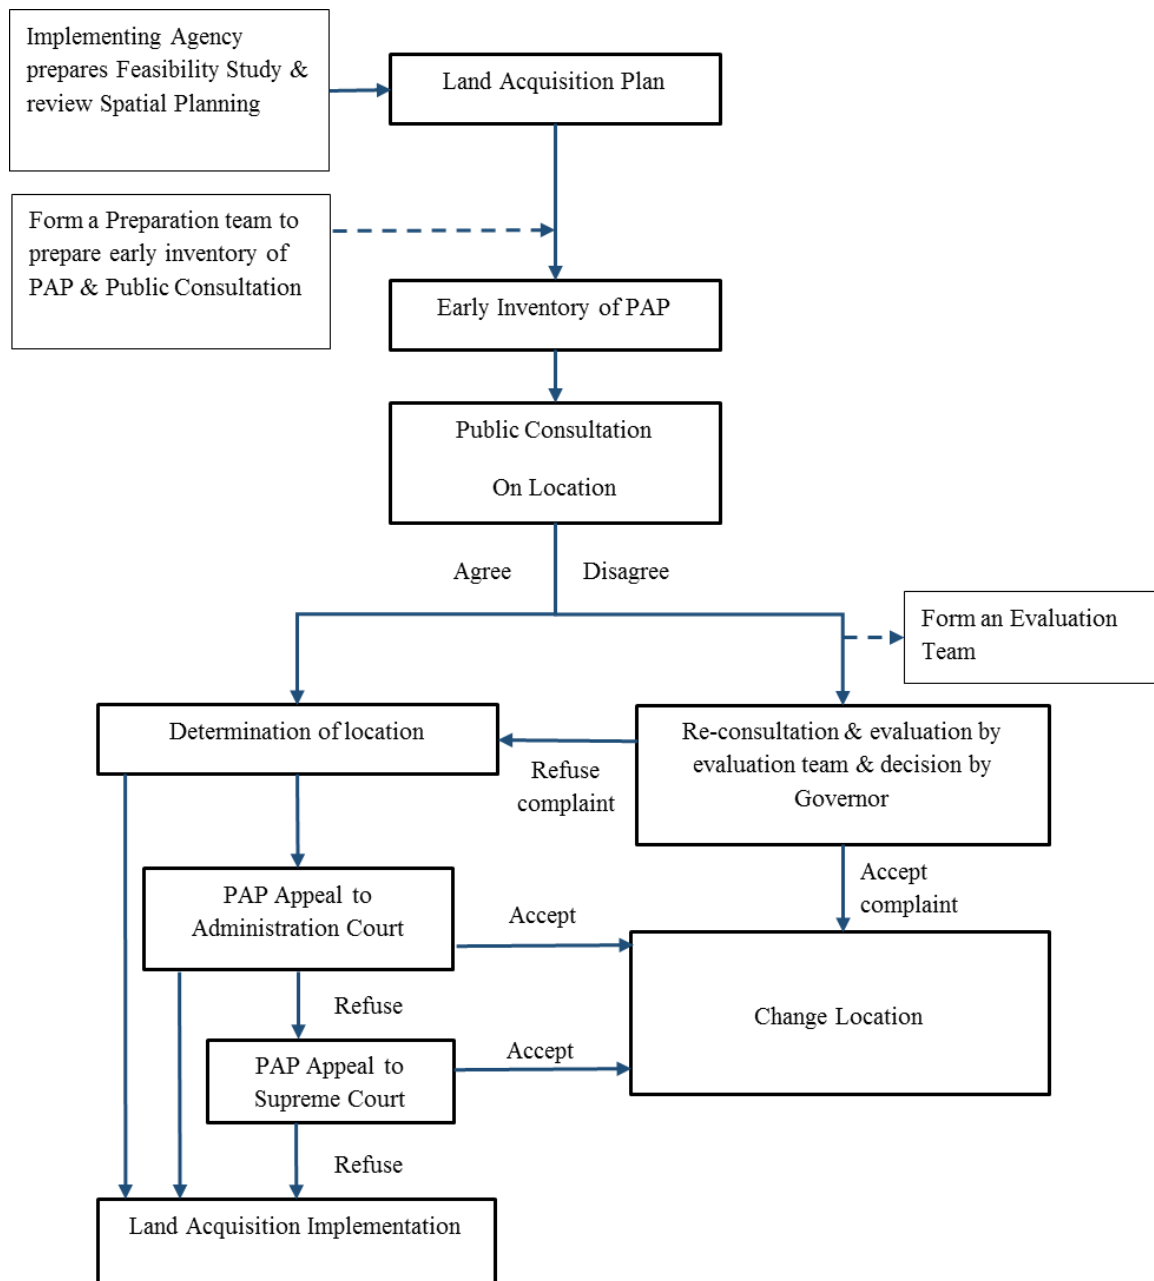 Implementing Agency
prepares Feasibility Study &
review Spatial Planning
Land Acquisition Plan
Form a Preparation team to
prepare early inventory of
PAP & Public Consultation
Early Inventory of PAP
Public Consultation
On Location
Agree
Disagree
Form an Evaluation
Team
Determination of location
Re-consultation & evaluation by
evaluation team & decision by
Governor
Refuse
complaint
Accept
complaint
PAP Appeal to
Administration Court
Accept
Change Location
Refuse
PAP Appeal to
Supreme Court
Accept
Refuse
Land Acquisition Implementation